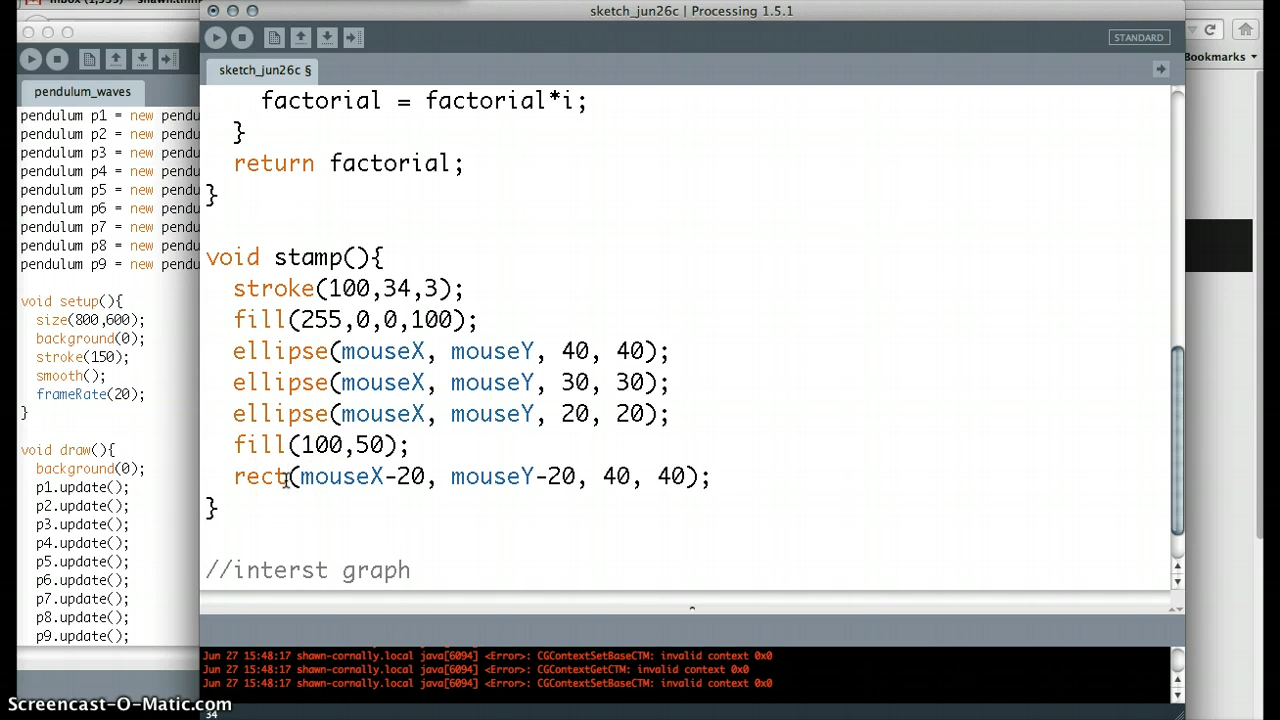 sketch_jun26c | Processing 1.5.1
STANDARD
sketch_jun26c §
factorial = factorial*i;
}
return factorial;
}
void stamp(){
stroke(100,34,3);
fill(255,0,0,100);
ellipse(mouseX, mouseY, 40, 40);
ellipse(mouseX, mouseY, 30, 30);
ellipse(mouseX, mouseY, 20, 20);
fill(100,50);
rect(mouseX-20, mouseY-20, 40, 40);
}
//interst graph
Jun 27 15:48:17 shawn-cornally.local java[6094] <Error>: CGContextSetBaseCTM: invalid context 0x0
Jun 27 15:48:17 shawn-cornally.local java[6094] <Error>: CGContextGetCTM: invalid context 0x0
Jun 27 15:48:17 shawn-cornally.local java[6094] <Error>: CGContextSetBaseCTM: invalid context 0x0
34
pendulum_waves
pendulum p1 = new pendu
pendulum p2 = new pendu
pendulum p3 = new pendu
pendulum p4 = new pendu
pendulum p5 = new pendu
pendulum p6 = new pendu
pendulum p7 = new pendu
pendulum p8 = new pendu
pendulum p9 = new pendu
void setup(){
size(800,600);
background(0);
stroke(150);
smooth();
frameRate(20);
}
void draw(){
background(0);
p1.update();
p2.update();
p3.update();
p4.update();
p5.update();
p6.update();
p7.update();
p8.update();
p9.update();
Bookmarks
Screencast-O-Matic.com